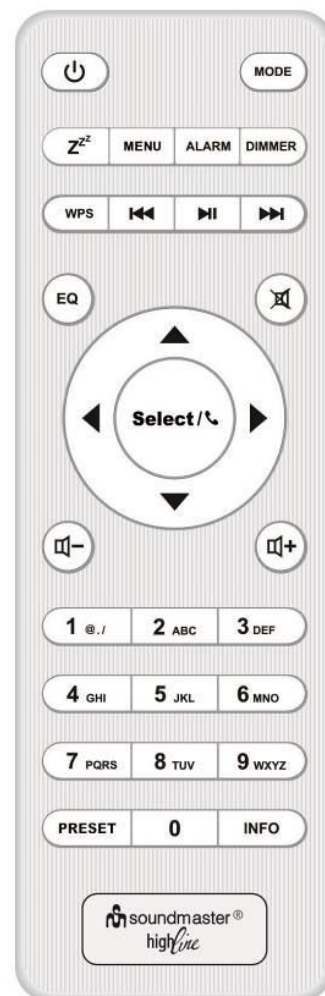 MODE
Zzz MENU ALARM DIMMER
WPS
EQ
Select/
1 @./ 2 ABC 3 DEF
4 GHI 5 JKL 6 MNO
7 PQRS 8 TUV 9 WXYZ
PRESET 0 INFO
soundmaster ®
highline